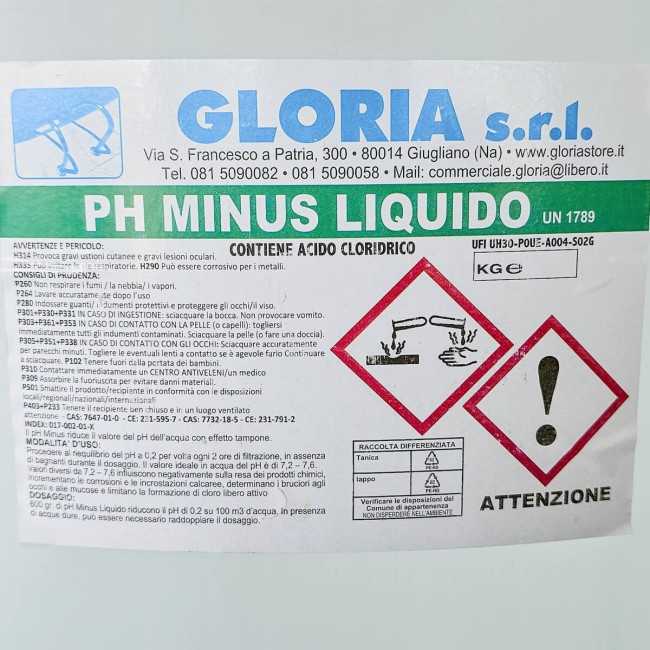 GLORIA s.r.l.
Via S. Francesco a Patria, 300 • 80014 Giugliano (Na) • www.gloriastore.it
Tel. 081 5090082 • 081 5090058 • Mail: commerciale.gloria@libero.it
PH MINUS LIQUIDO UN 1789
AVVERTENZE E PERICOLO:
H314 Provoca gravi ustioni cutanee e gravi lesioni oculari.
H335 Può irritare le vie respiratorie. H290 Può essere corrosivo per i metalli.
CONSIGLI DI PRUDENZA:
P260 Non respirare i fumi / la nebbia/ i vapori.
P264 Lavare accuratamente dopo l'uso
P280 Indossare guanti/ indumenti protettivi e proteggere gli occhi/il viso.
P301+P330+P331 IN CASO DI INGESTIONE: sciacquare la bocca. Non provocare vomito.
P303+P361+P353 IN CASO DI CONTATTO CON LA PELLE (o capelli): togliersi
immediatamente tutti gli indumenti contaminati. Sciacquare la pelle (o fare una doccia).
P305+P351+P338 IN CASO DI CONTATTO CON GLI OCCHI: Sciacquare accuratamente
per parecchi minuti. Togliere le eventuali lenti a contatto se è agevole farlo Continuare
a sciacquare. P102 Tenere fuori dalla portata dei bambini.
P310 Contattare immediatamente un CENTRO ANTIVELENI/un medico
P309 Assorbire la fuoriuscita per evitare danni materiali.
P501 Smaltire il prodotto/recipiente in conformità con le disposizioni
locali/regionali/nazionali/internazionali
P403+P233 Tenere il recipiente ben chiuso e in un luogo ventilato
attenzione - CAS: 7647-01-0 - CE: 231-595-7 - CAS: 7732-18-5 - CE: 231-791-2
INDEX: 017-002-01-X
Il pH Minus riduce il valore del pH dell'acqua con effetto tampone.
MODALITA' D'USO:
Procedere al riequilibrio del pH a 0,2 per volta ogni 2 ore di filtrazione, in assenza
di bagnanti durante il dosaggio. Il valore ideale in acqua del pH è di 7,2 – 7,6.
Valori diversi da 7,2 – 7,6 influiscono negativamente sulla resa dei prodotti chimici,
incrementano le corrosioni e le incrostazioni calcaree, determinano i bruciori agli
occhi e alle mucose e limitano la formazione di cloro libero attivo
DOSAGGIO:
600 gr. di pH Minus Liquido riducono il pH di 0,2 su 100 m3 d'acqua. In presenza
di acque dure, può essere necessario raddoppiare il dosaggio.
CONTIENE ACIDO CLORIDRICO
UFI UH30-P0UE-A004-S02G
KG e
RACCOLTA DIFFERENZIATA
Tanica
PE-HD
tappo
PE-HD
Verificare le disposizioni del
Comune di appartenenza
NON DISPERDERE NELL'AMBIENTE
ATTENZIONE